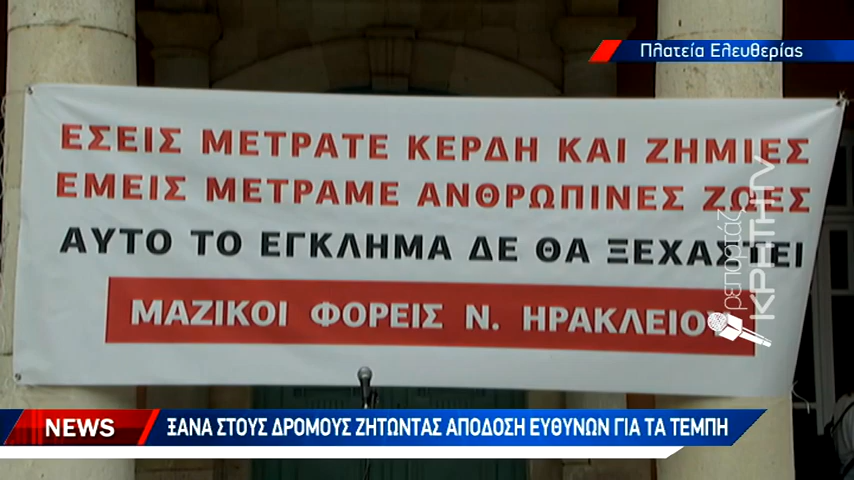 Πλατεία Ελευθερίας
ΕΣΕΙΣ ΜΕΤΡΑΤΕ ΚΕΡΔΗ ΚΑΙ ΖΗΜΙΕΣ
ΕΜΕΙΣ ΜΕΤΡΑΜΕ ΑΝΘΡΩΠΙΝΕΣ ΖΩΕΣ
ΑΥΤΟ ΤΟ ΕΓΚΛΗΜΑ ΔΕ ΘΑ ΞΕΧΑΣΤΕΙ
ΜΑΖΙΚΟΙ ΦΟΡΕΙΣ Ν. ΗΡΑΚΛΕΙΟΥ
ρεπορτάζ
ΚΡΗΤΗ TV
NEWS
ΞΑΝΑ ΣΤΟΥΣ ΔΡΟΜΟΥΣ ΖΗΤΩΝΤΑΣ ΑΠΟΔΟΣΗ ΕΥΘΥΝΩΝ ΓΙΑ ΤΑ ΤΕΜΠΗ